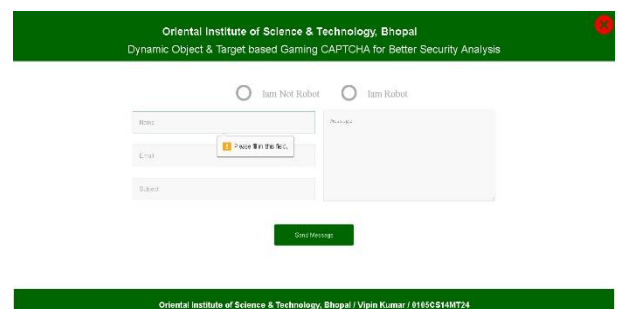 Oriental Institute of Science & Technology, Bhopal
Dynamic Object & Target based Gaming CAPTCHA for Better Security Analysis
Iam Not Robot
Iam Robot
Name
Message
Please fill in this field.
Email
Subject
Send Message
Oriental Institute of Science & Technology, Bhopal / Vipin Kumar / 0105CS14MT24